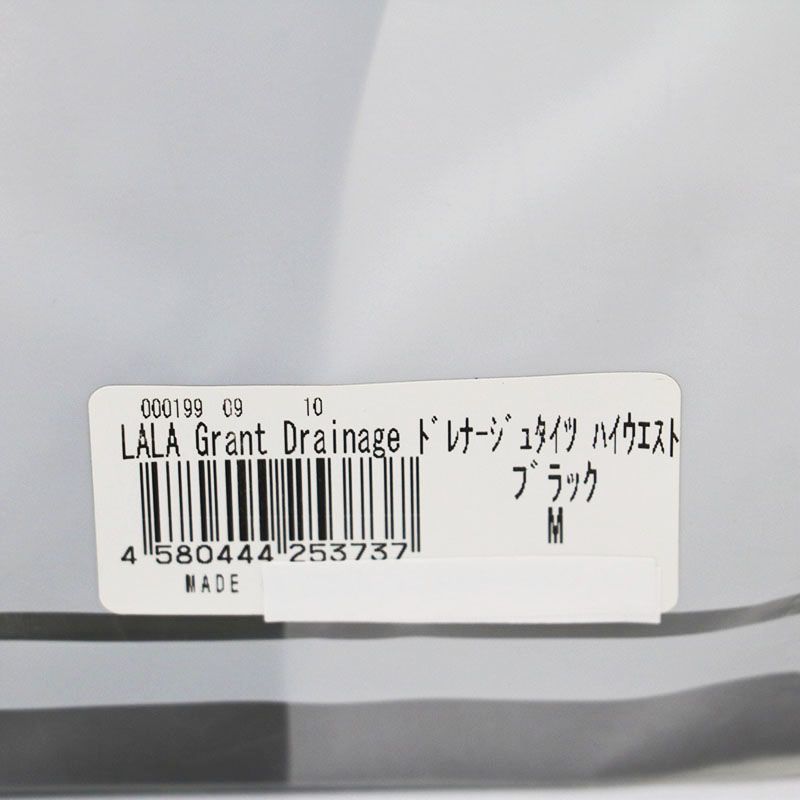 000199 09 10
LALA Grant Drainage ﾄﾞﾚﾅｰｼﾞｭﾀｲﾂ ﾊｲｳｴｽﾄ
ﾌﾞﾗｯｸ
M
4 580444 253737
MADE